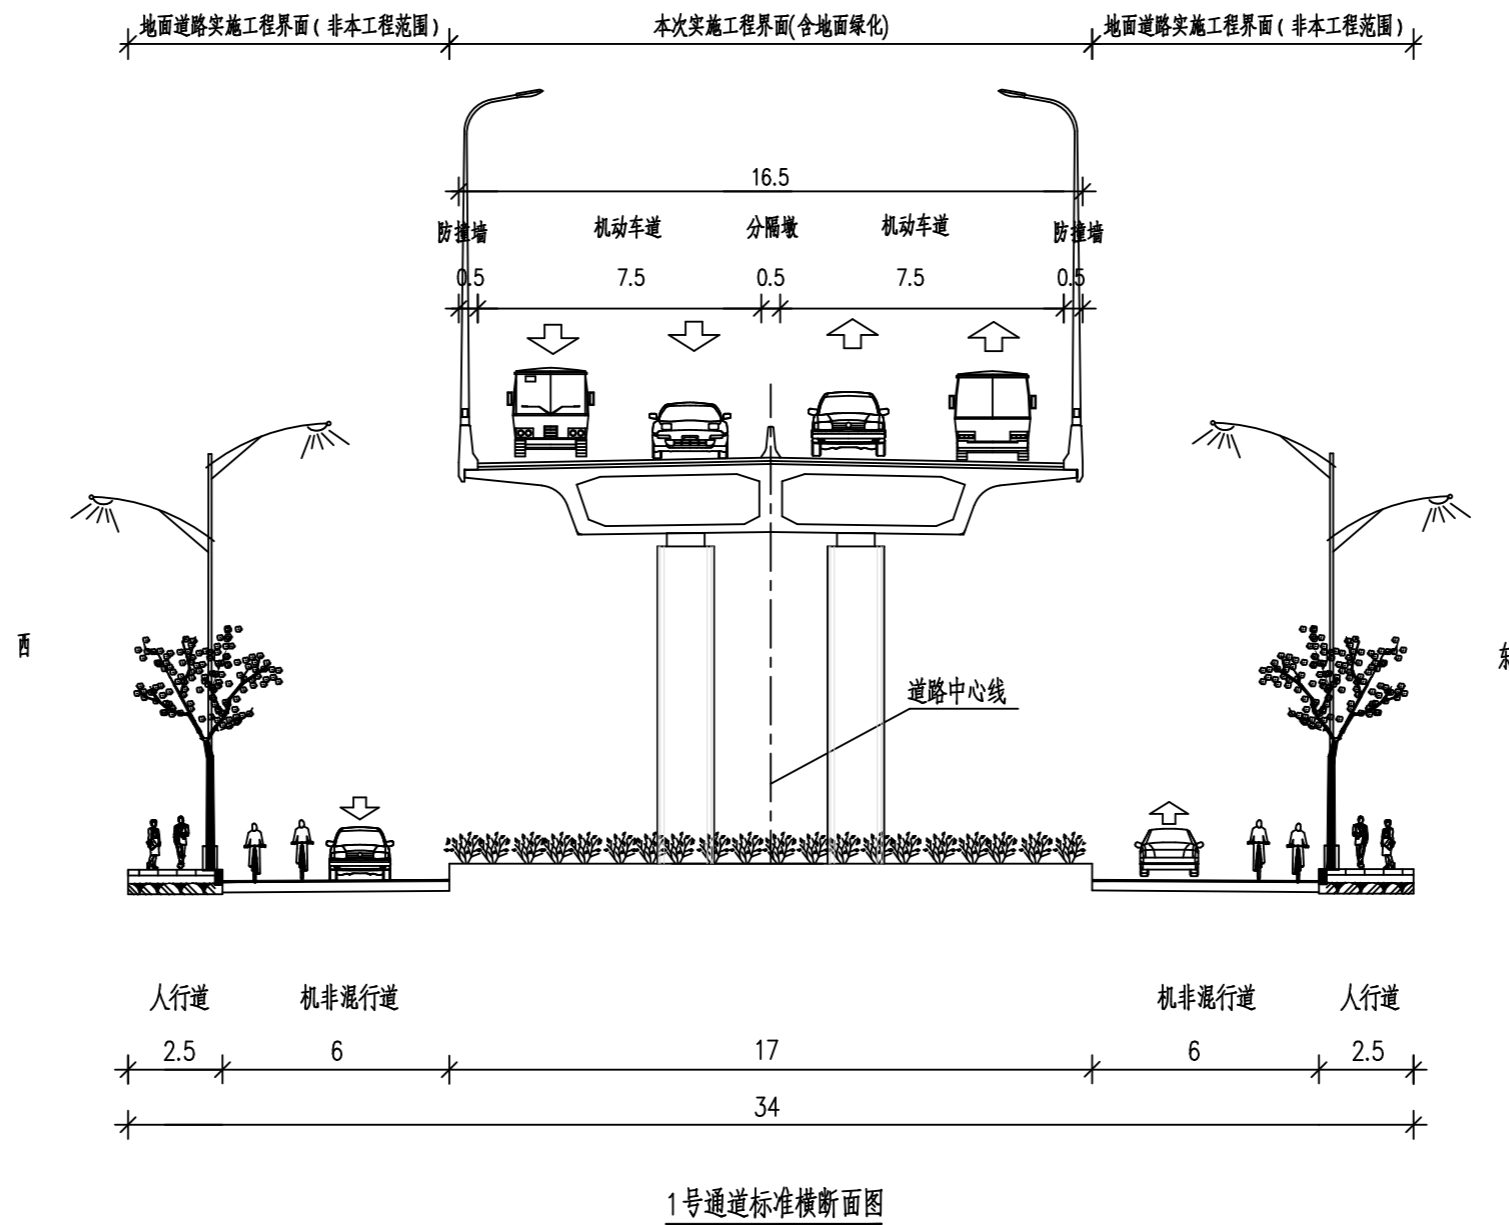 地面道路实施工程界面(非本工程范围)
本次实施工程界面(含地面绿化)
地面道路实施工程界面(非本工程范围)
16.5
防撞墙
机动车道
分隔墩
机动车道
防撞墙
0.5
7.5
0.5
7.5
0.5
西
道路中心线
人行道
机非混行道
机非混行道
人行道
2.5
6
17
6
2.5
34
1号通道标准横断面图